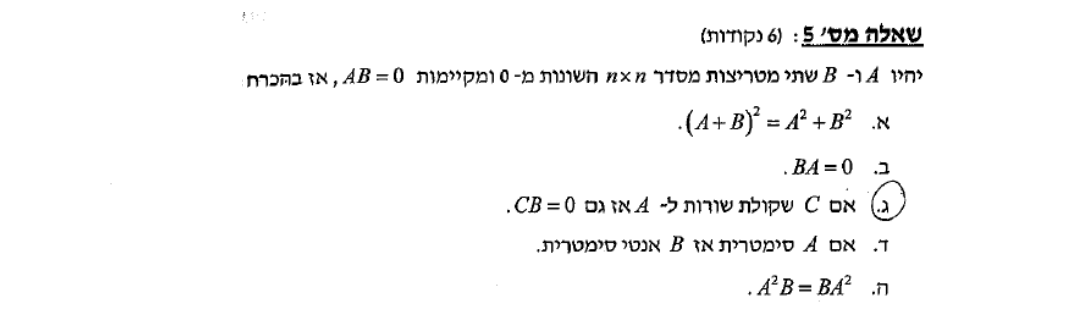 שאלה מס' 5 : (6 נקודות)
יהיו A ו- B שתי מטריצות מסדר n×n השונות מ- 0 ומקיימות AB = 0 , אז בהכרח
א. (A+B)² = A² + B².
ב. BA = 0.
ג. אם C שקולת שורות ל- A אז גם CB = 0.
ד. אם A סימטרית אז B אנטי סימטרית.
ה. A²B = BA².